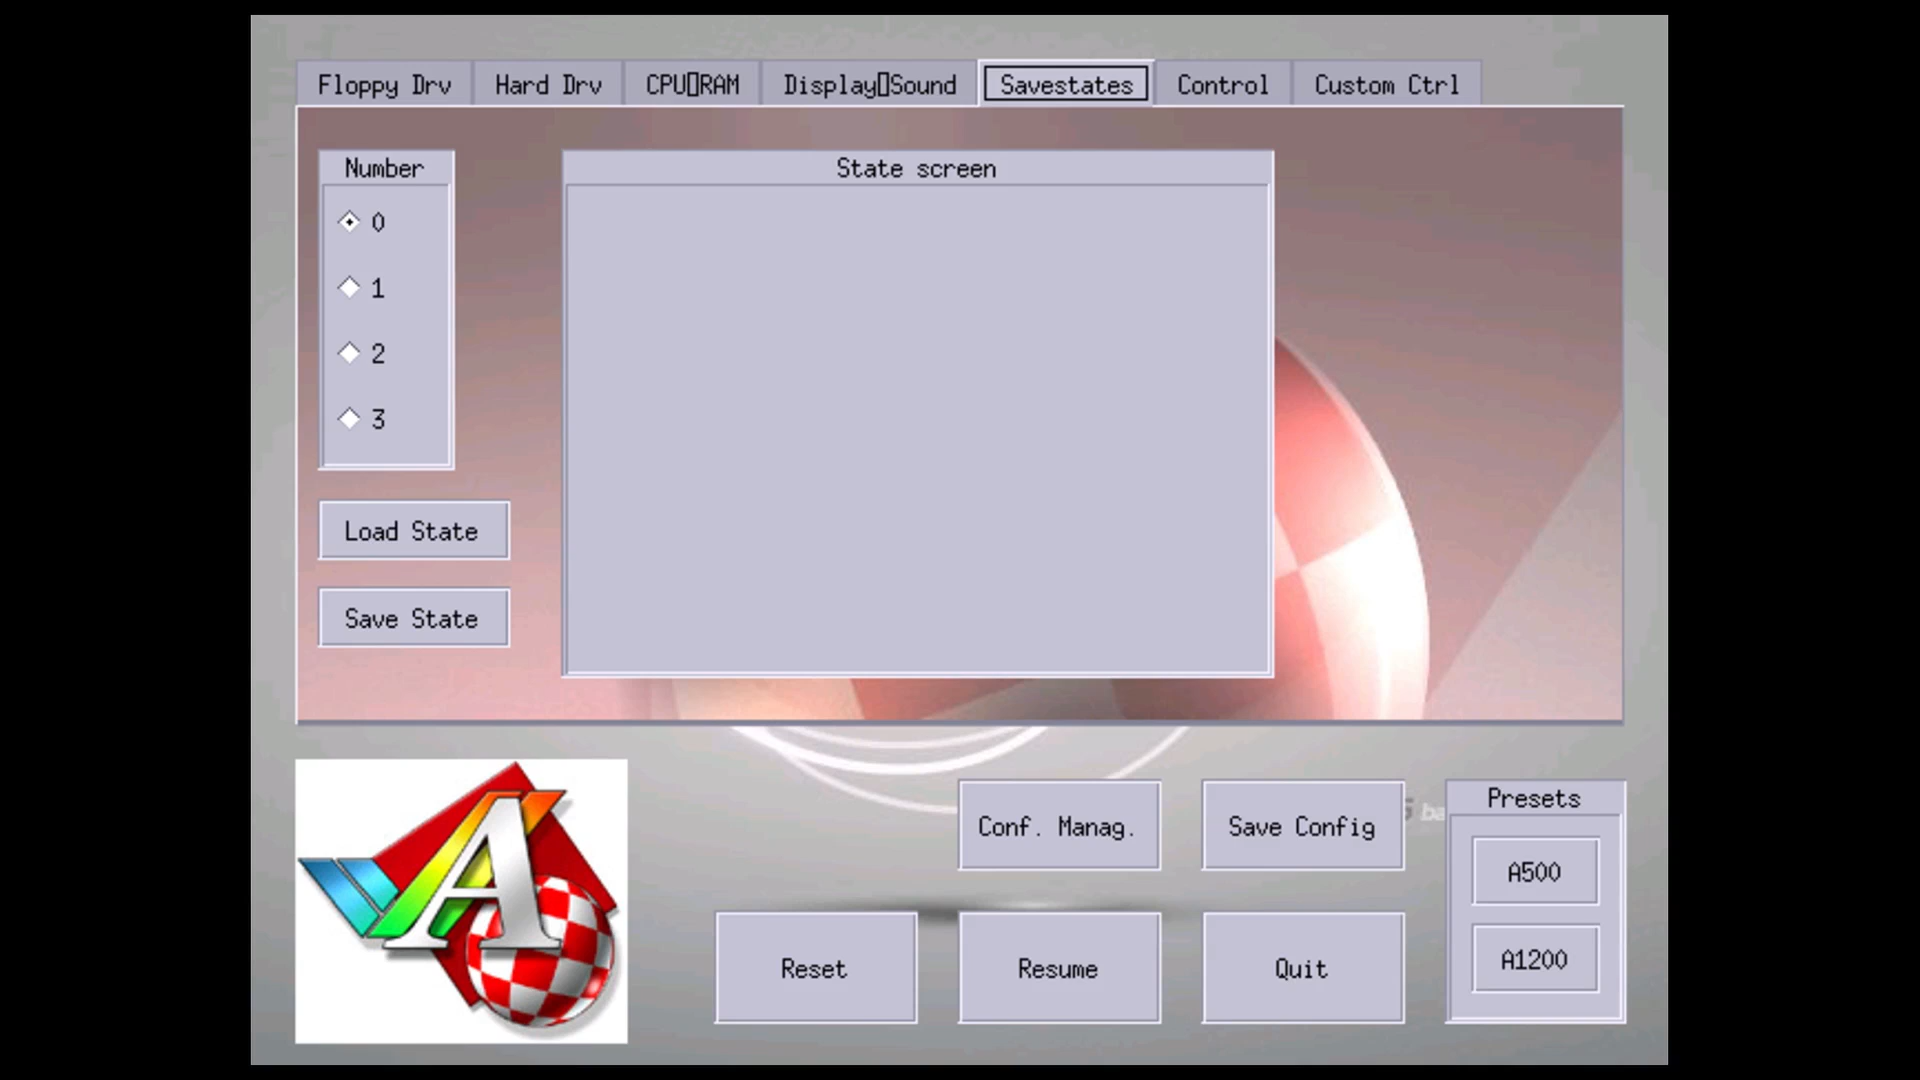 Floppy Drv Hard Drv CPU▯RAM Display▯Sound Savestates Control Custom Ctrl
Number
0
1
2
3
Load State
Save State
State screen
Conf. Manag.
Save Config
Reset
Resume
Quit
Presets
A500
A1200